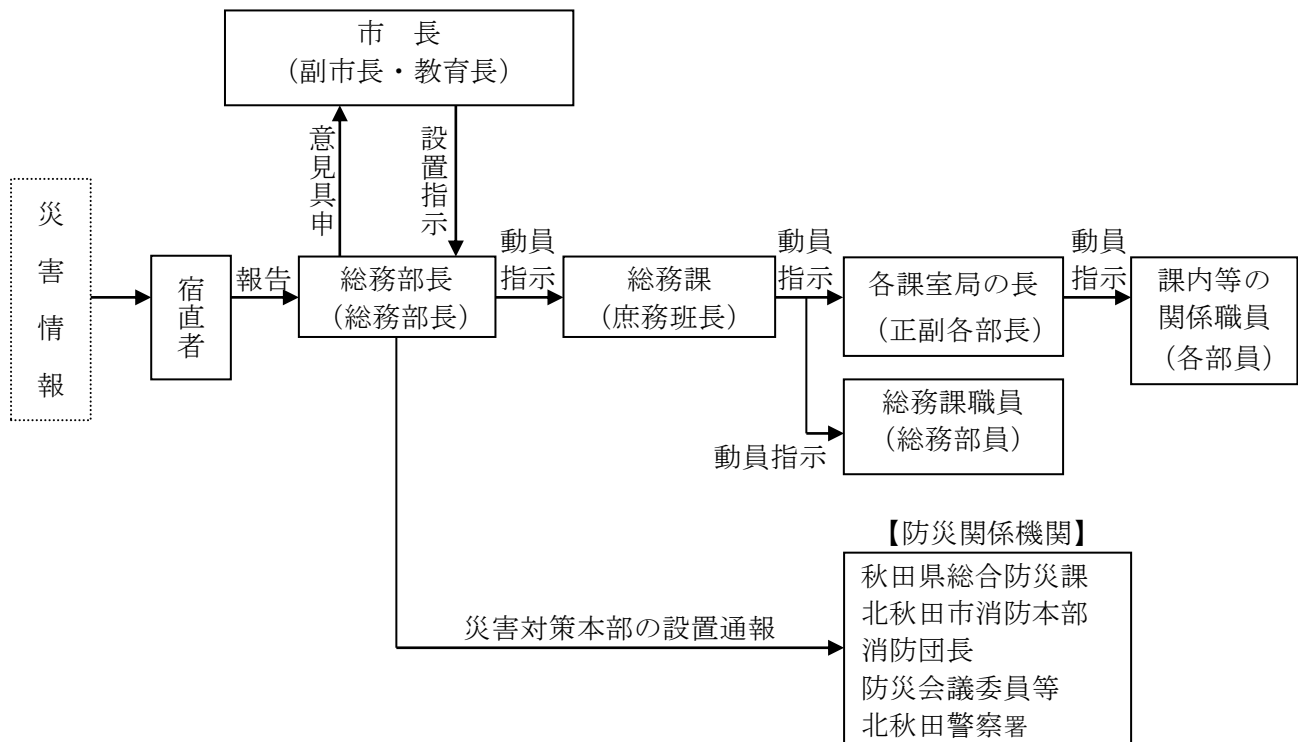 市　長
（副市長・教育長）
意見具申
設置指示
災害情報
宿直者
報告
総務部長
（総務部長）
動員
指示
総務課
（庶務班長）
動員
指示
各課室局の長
（正副各部長）
動員
指示
課内等の
関係職員
（各部員）
総務課職員
（総務部員）
動員指示
【防災関係機関】
秋田県総合防災課
北秋田市消防本部
消防団長
防災会議委員等
北秋田警察署
災害対策本部の設置通報